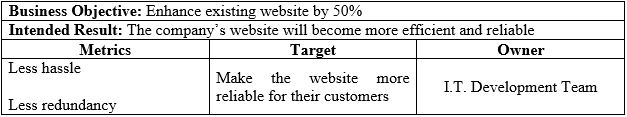 Business Objective: Enhance existing website by 50%
Intended Result: The company's website will become more efficient and reliable
Metrics Target Owner
Less hassle
Less redundancy
Make the website more
reliable for their customers
I.T. Development Team